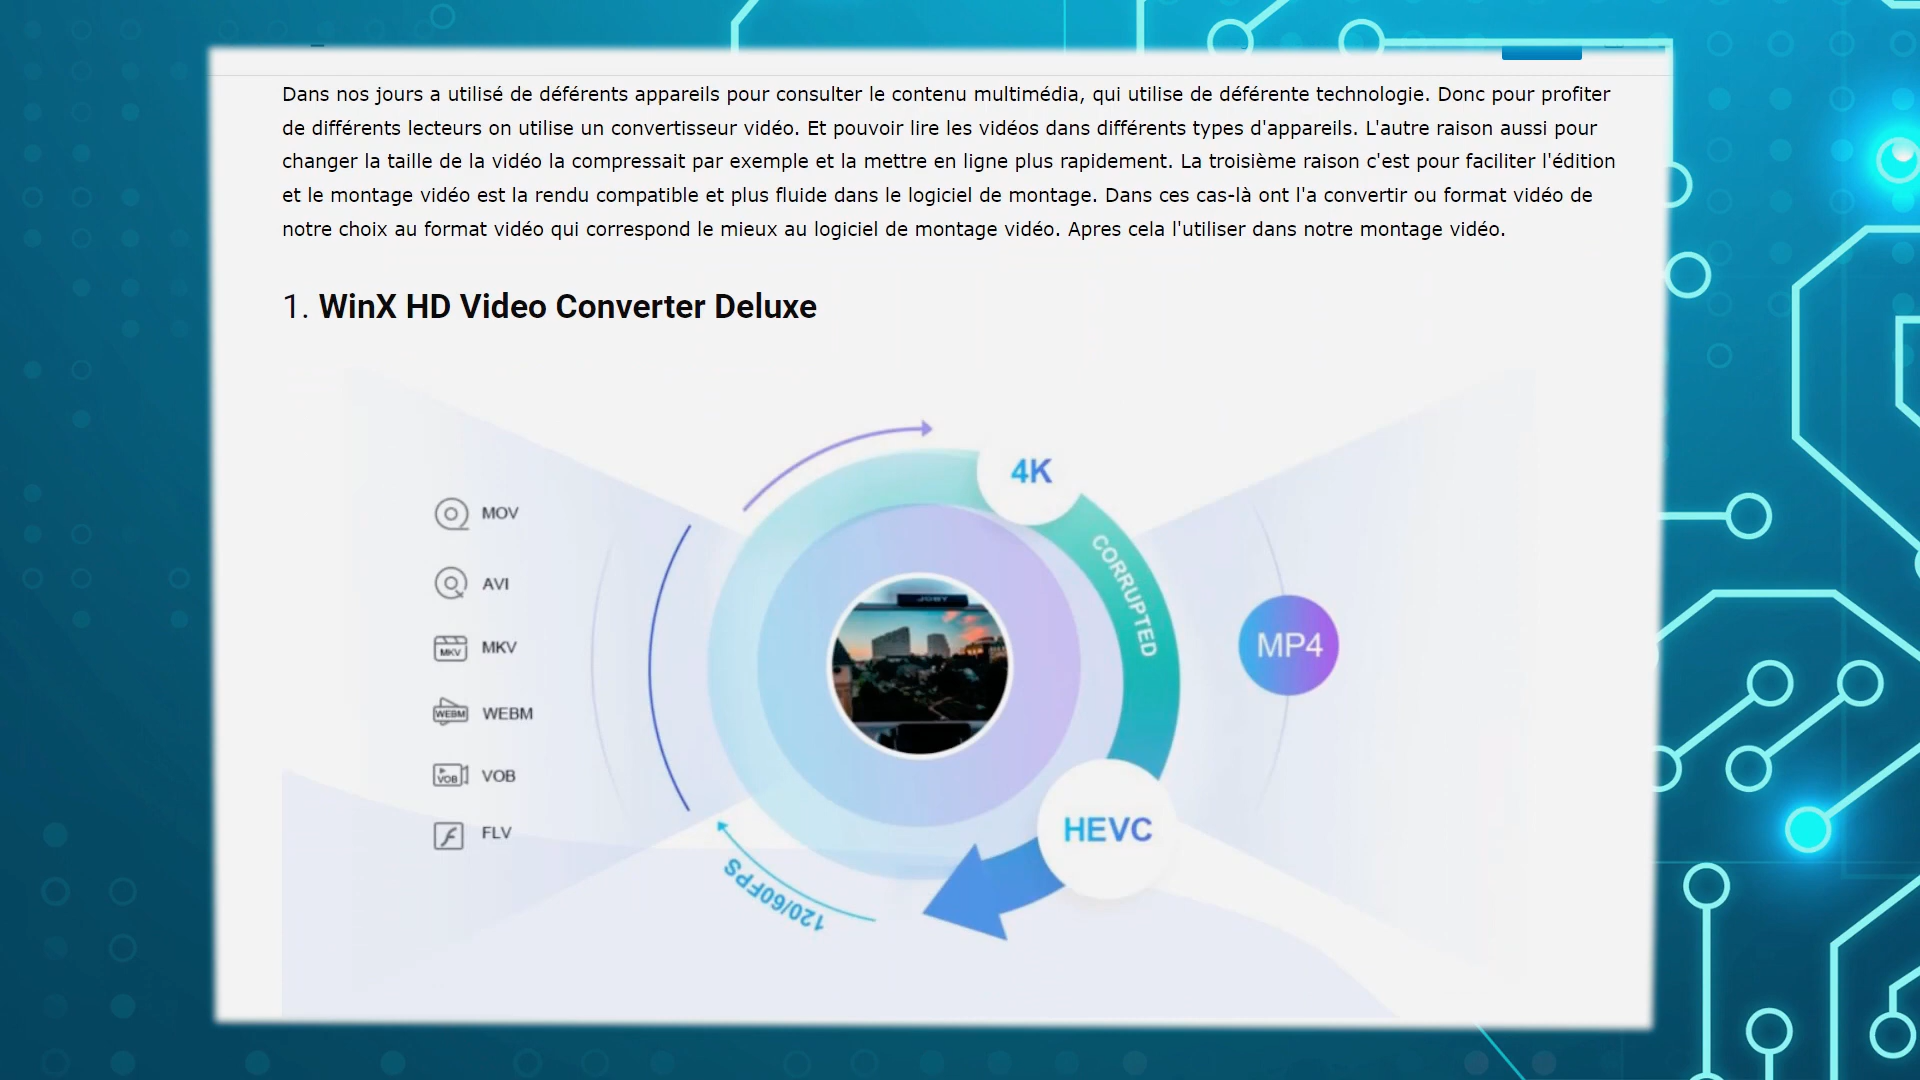 Dans nos jours a utilisé de déférents appareils pour consulter le contenu multimédia, qui utilise de déférente technologie. Donc pour profiter
de différents lecteurs on utilise un convertisseur vidéo. Et pouvoir lire les vidéos dans différents types d'appareils. L'autre raison aussi pour
changer la taille de la vidéo la compressait par exemple et la mettre en ligne plus rapidement. La troisième raison c'est pour faciliter l'édition
et le montage vidéo est la rendu compatible et plus fluide dans le logiciel de montage. Dans ces cas-là ont l'a convertir ou format vidéo de
notre choix au format vidéo qui correspond le mieux au logiciel de montage vidéo. Apres cela l'utiliser dans notre montage vidéo.
1. WinX HD Video Converter Deluxe
4K
CORRUPTED
MOV
AVI
MKV MKV
WEBM WEBM
VOB VOB
FLV
JOBY
MP4
HEVC
120/60FPS